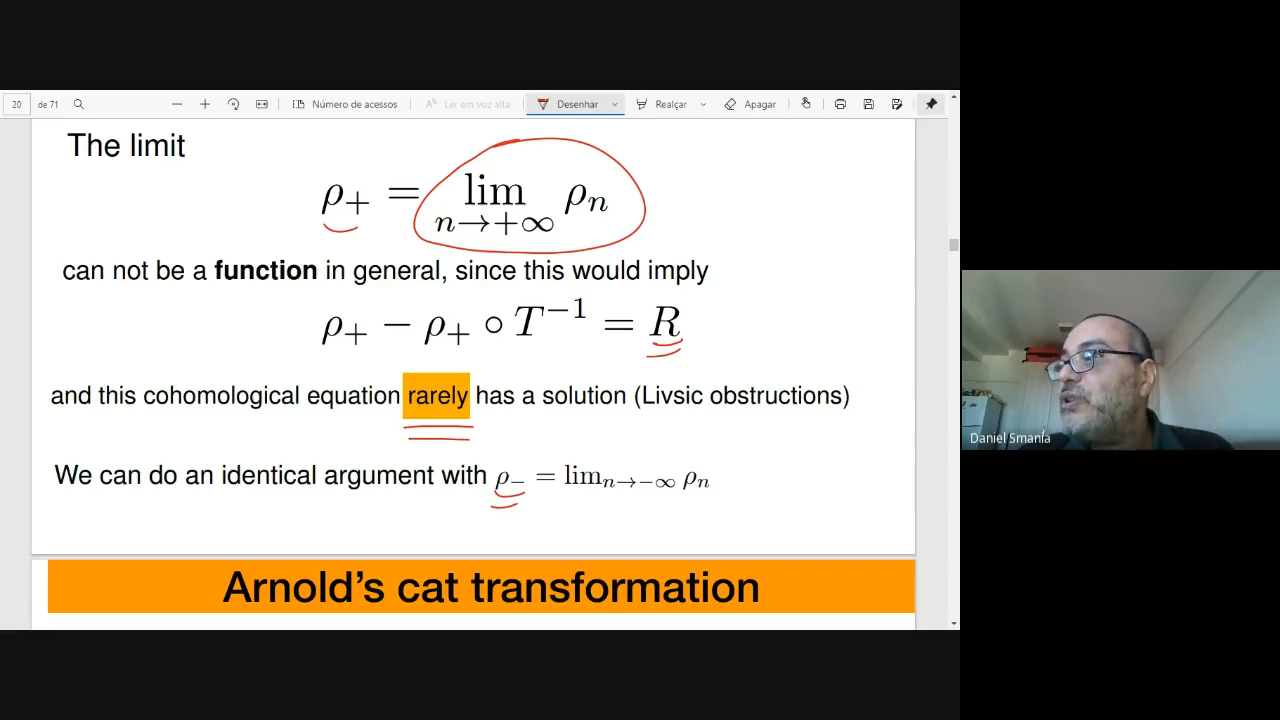 20 de 71 Número de acessos Ler em voz alta Desenhar Realçar Apagar
The limit
ρ₊ = lim ρₙ
n→+∞
can not be a function in general, since this would imply
ρ₊ − ρ₊ ∘ T⁻¹ = R
and this cohomological equation rarely has a solution (Livsic obstructions)
We can do an identical argument with ρ₋ = limₙ→₋∞ ρₙ
Arnold's cat transformation
Daniel Smania